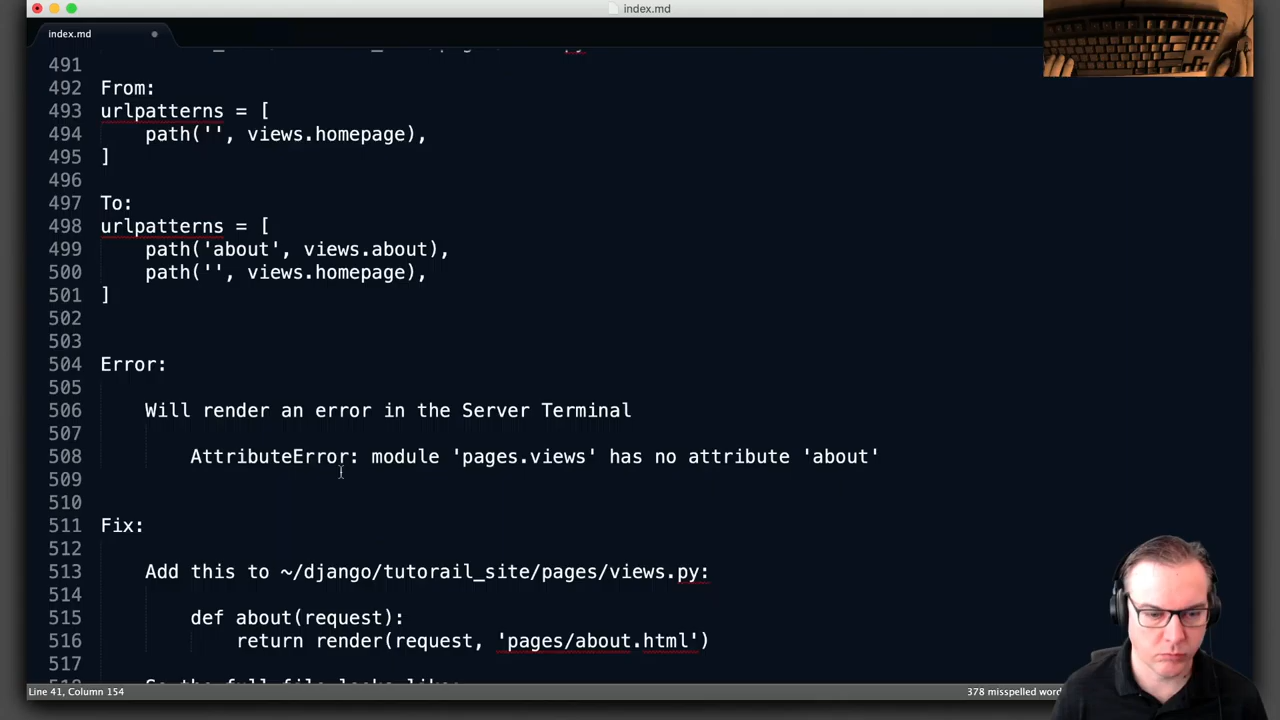 index.md
index.md
491
492 From:
493 urlpatterns = [
494 path('', views.homepage),
495 ]
496
497 To:
498 urlpatterns = [
499 path('about', views.about),
500 path('', views.homepage),
501 ]
502
503
504 Error:
505
506 Will render an error in the Server Terminal
507
508 AttributeError: module 'pages.views' has no attribute 'about'
509
510
511 Fix:
512
513 Add this to ~/django/tutorail_site/pages/views.py:
514
515 def about(request):
516 return render(request, 'pages/about.html')
517
Line 41, Column 154
378 misspelled